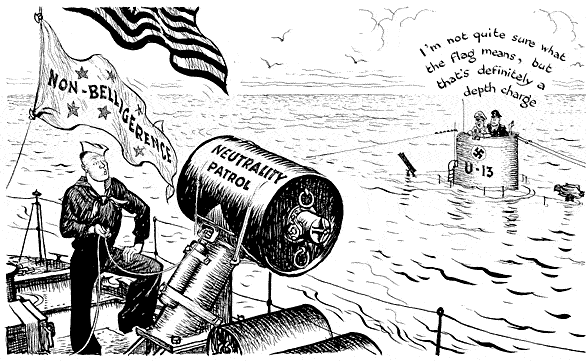 NON-BELLIGERENCE
I'm not quite sure what
the flag means, but
that's definitely a
depth charge
NEUTRALITY
PATROL
U-13